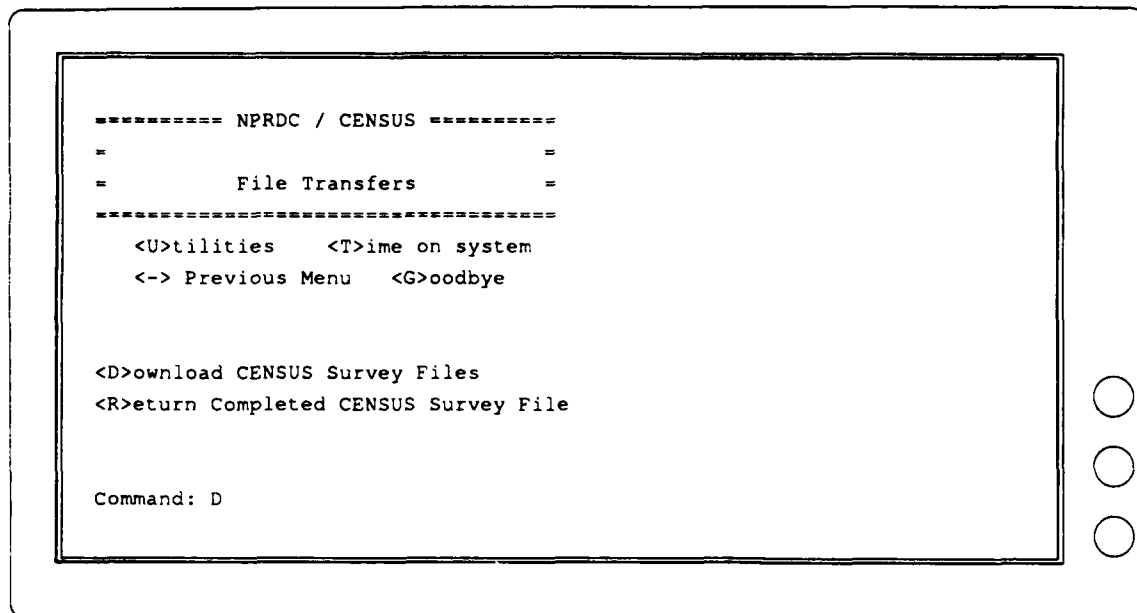 ========== NPRDC / CENSUS ==========
= =
= File Transfers =
====================================
<U>tilities <T>ime on system
<-> Previous Menu <G>oodbye
<D>ownload CENSUS Survey Files
<R>eturn Completed CENSUS Survey File
Command: D